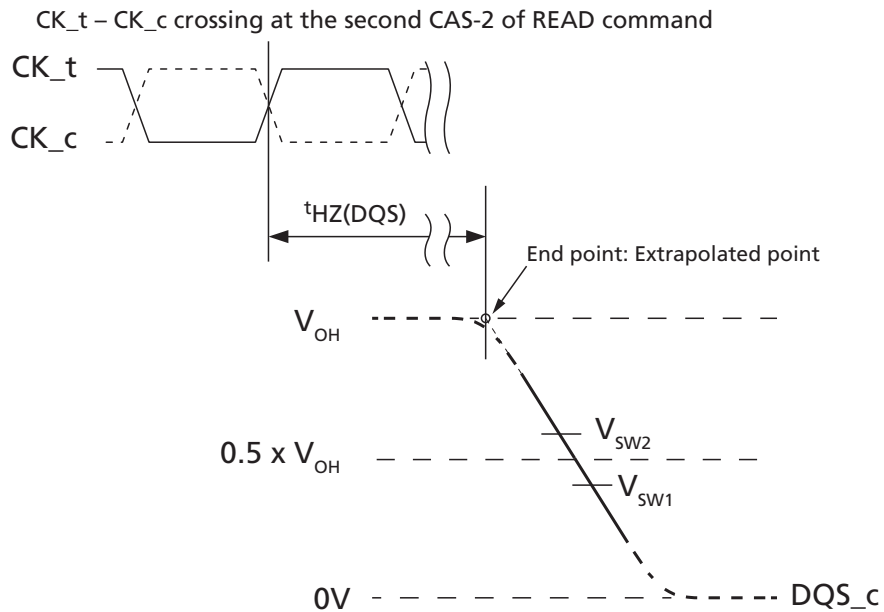 CK_t – CK_c crossing at the second CAS-2 of READ command
CK_t
CK_c
tHZ(DQS)
End point: Extrapolated point
VOH
VSW2
0.5 x VOH
VSW1
0V
DQS_c